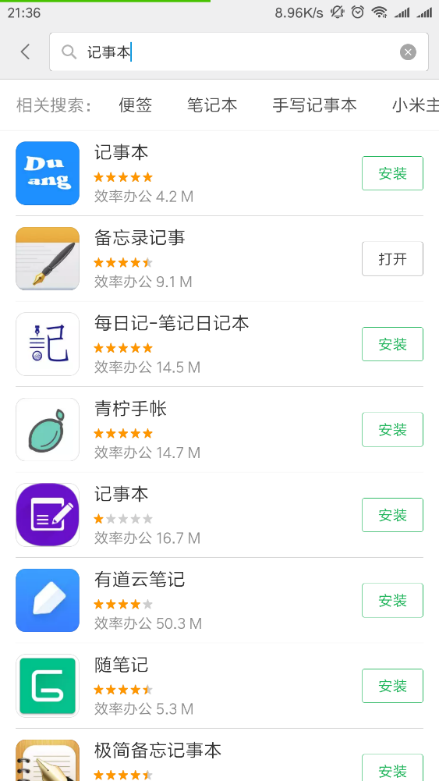 21:36 8.96K/s
记事本
相关搜索： 便签 笔记本 手写记事本 小米主
Du
ang
记事本
效率办公 4.2 M
安装
备忘录记事
效率办公 9.1 M
打开
記
每日记-笔记日记本
效率办公 14.5 M
安装
青柠手帐
效率办公 14.7 M
安装
记事本
效率办公 16.7 M
安装
有道云笔记
效率办公 50.3 M
安装
随笔记
效率办公 5.3 M
安装
极简备忘记事本
安装